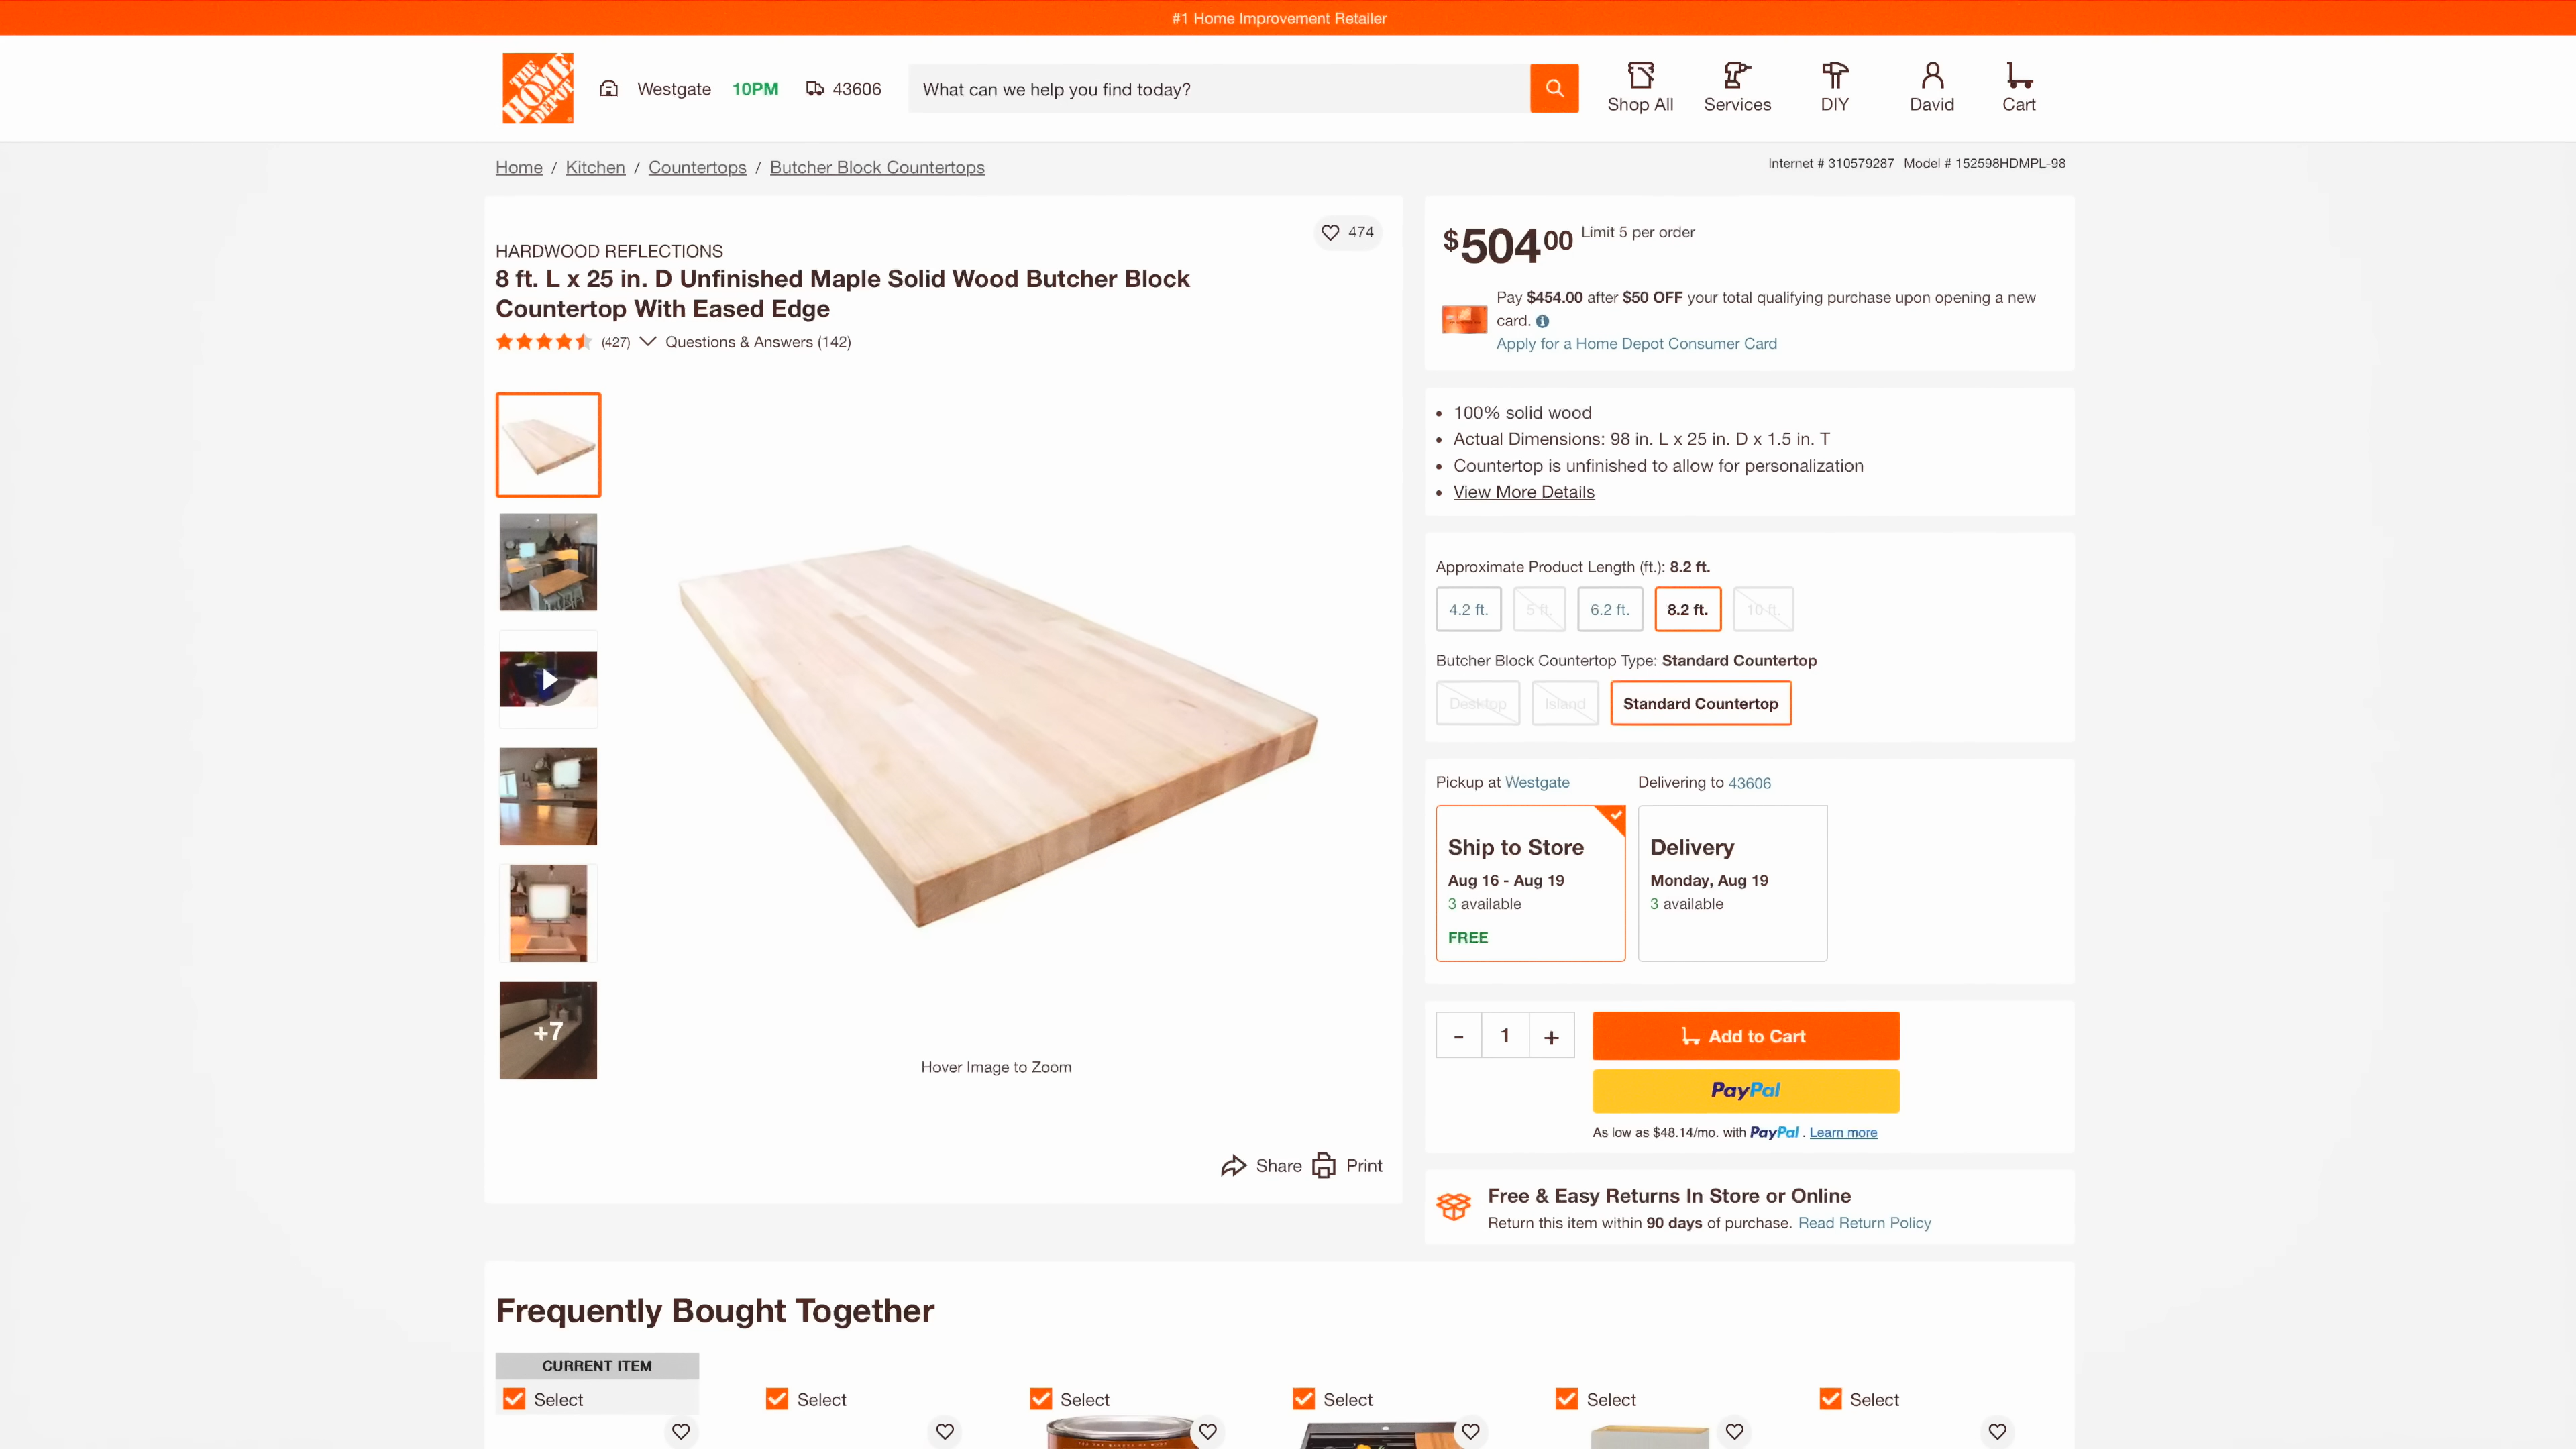 #1 Home Improvement Retailer
THE HOME DEPOT
Westgate 10PM 43606
What can we help you find today?
Shop All Services DIY David Cart
Home / Kitchen / Countertops / Butcher Block Countertops
Internet # 310579287 Model # 152598HDMPL-98
474
HARDWOOD REFLECTIONS
8 ft. L x 25 in. D Unfinished Maple Solid Wood Butcher Block
Countertop With Eased Edge
(427) Questions & Answers (142)
+7
Hover Image to Zoom
Share Print
$504 00 Limit 5 per order
Pay $454.00 after $50 OFF your total qualifying purchase upon opening a new
card.
Apply for a Home Depot Consumer Card
• 100% solid wood
• Actual Dimensions: 98 in. L x 25 in. D x 1.5 in. T
• Countertop is unfinished to allow for personalization
• View More Details
Approximate Product Length (ft.): 8.2 ft.
4.2 ft. 5 ft. 6.2 ft. 8.2 ft. 10 ft.
Butcher Block Countertop Type: Standard Countertop
Desktop Island Standard Countertop
Pickup at Westgate Delivering to 43606
Ship to Store
Aug 16 - Aug 19
3 available
FREE
Delivery
Monday, Aug 19
3 available
- 1 +
Add to Cart
PayPal
As low as $48.14/mo. with PayPal . Learn more
Free & Easy Returns In Store or Online
Return this item within 90 days of purchase. Read Return Policy
Frequently Bought Together
CURRENT ITEM
Select Select Select Select Select Select